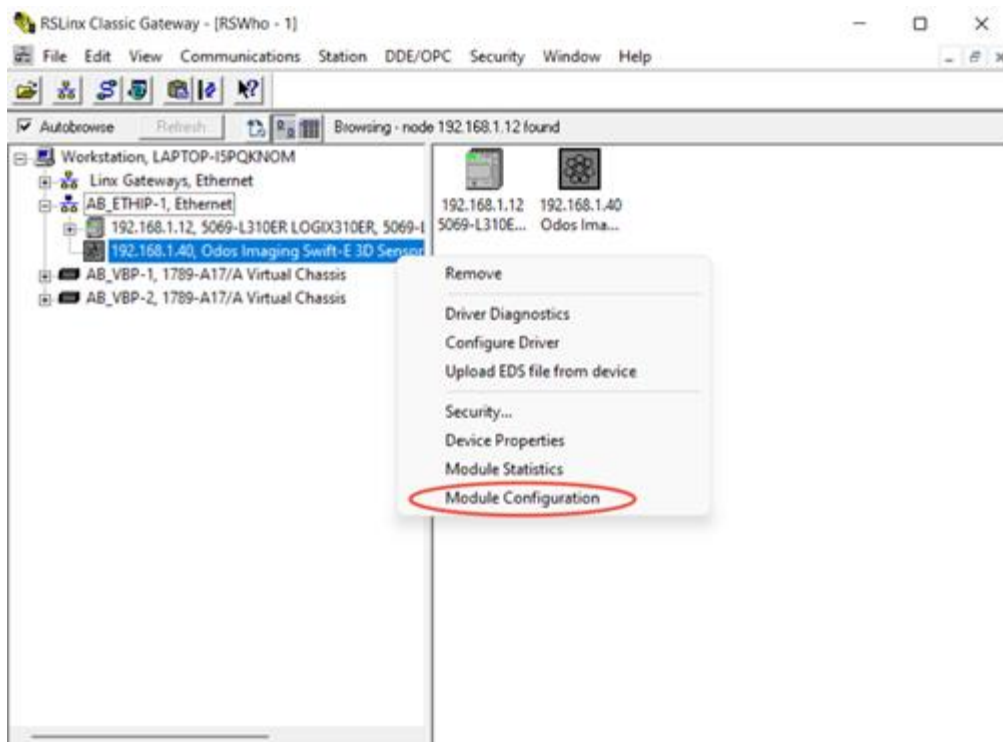 RSLinx Classic Gateway - [RSWho - 1]
File Edit View Communications Station DDE/OPC Security Window Help
Autobrowse Refresh Browsing - node 192.168.1.12 found
Workstation, LAPTOP-I5PQKNOM
Linx Gateways, Ethernet
AB_ETHIP-1, Ethernet
192.168.1.12, 5069-L310ER LOGIX310ER, 5069-L
192.168.1.40, Odos Imaging Swift-E 3D Sensor
AB_VBP-1, 1789-A17/A Virtual Chassis
AB_VBP-2, 1789-A17/A Virtual Chassis
192.168.1.12 192.168.1.40
5069-L310E... Odos Ima...
Remove
Driver Diagnostics
Configure Driver
Upload EDS file from device
Security...
Device Properties
Module Statistics
Module Configuration